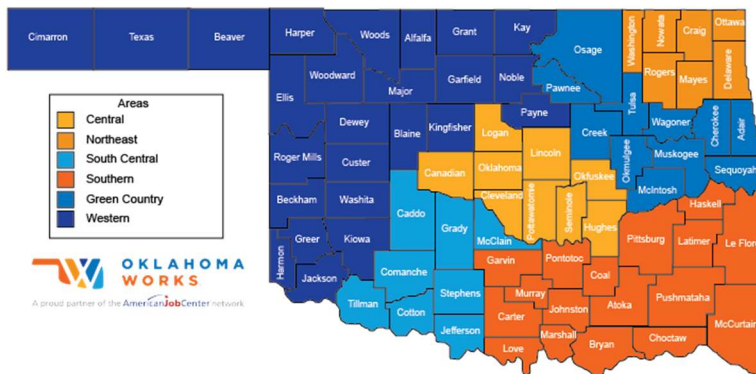 Cimarron
Texas
Beaver
Harper
Woods
Alfalfa
Grant
Kay
Osage
Washington
Nowata
Craig
Ottawa
Woodward
Major
Garfield
Noble
Pawnee
Rogers
Mayes
Delaware
Ellis
Dewey
Blaine
Kingfisher
Logan
Payne
Creek
Tulsa
Wagoner
Cherokee
Adair
Roger Mills
Custer
Canadian
Oklahoma
Lincoln
Okfuskee
Okmulgee
Muskogee
McIntosh
Sequoyah
Beckham
Washita
Caddo
Cleveland
Pottawatomie
Seminole
Hughes
Haskell
Harmon
Greer
Kiowa
Grady
McClain
Pittsburg
Latimer
Le Flore
Jackson
Comanche
Garvin
Pontotoc
Coal
Tillman
Cotton
Stephens
Murray
Johnston
Atoka
Pushmataha
McCurtain
Jefferson
Carter
Love
Marshall
Bryan
Choctaw
Areas
Central
Northeast
South Central
Southern
Green Country
Western
OKLAHOMA
WORKS
A proud partner of the AmericanJobCenter network